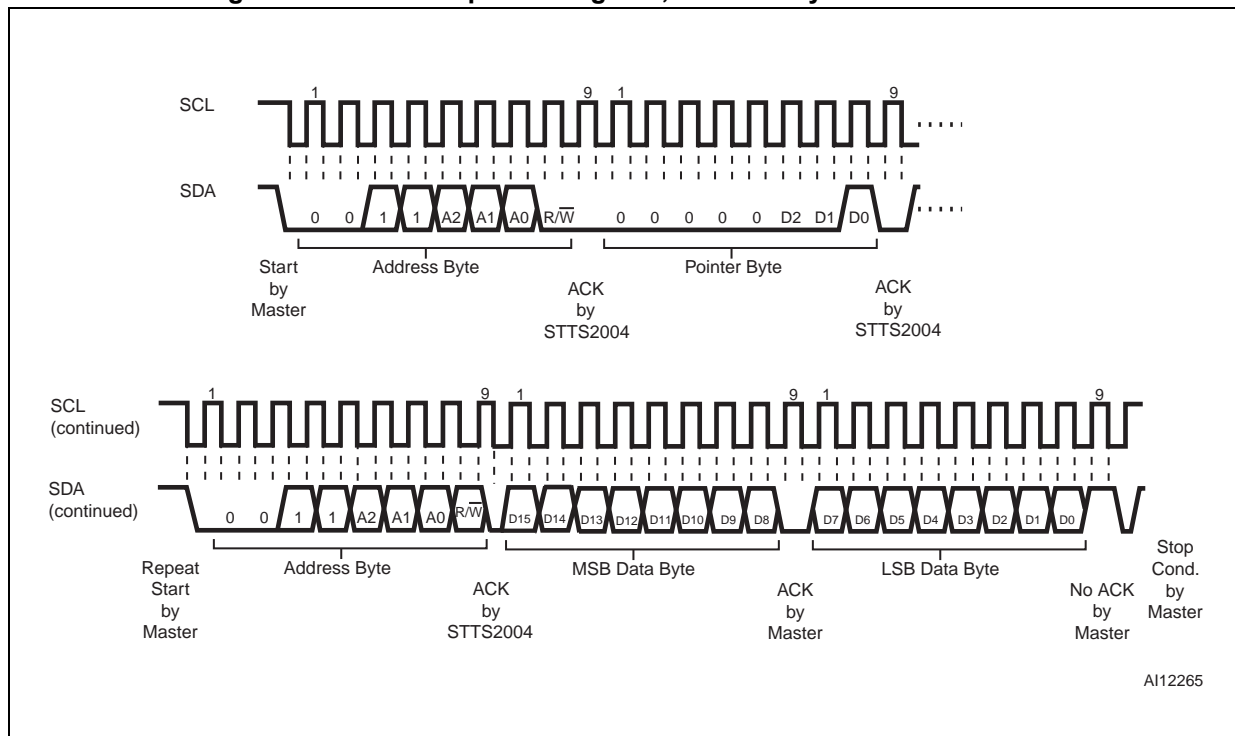 1 9 1 9
SCL
SDA
0 0 1 1 A2 A1 A0 R/W 0 0 0 0 0 D2 D1 D0
Address Byte Pointer Byte
Start
by
Master
ACK
by
STTS2004
ACK
by
STTS2004
1 9 1 9 1 9
SCL
(continued)
SDA
(continued)
0 0 1 1 A2 A1 A0 R/W D15 D14 D13 D12 D11 D10 D9 D8 D7 D6 D5 D4 D3 D2 D1 D0
Address Byte MSB Data Byte LSB Data Byte
Repeat
Start
by
Master
ACK
by
STTS2004
ACK
by
Master
No ACK
by
Master
Stop
Cond.
by
Master
AI12265